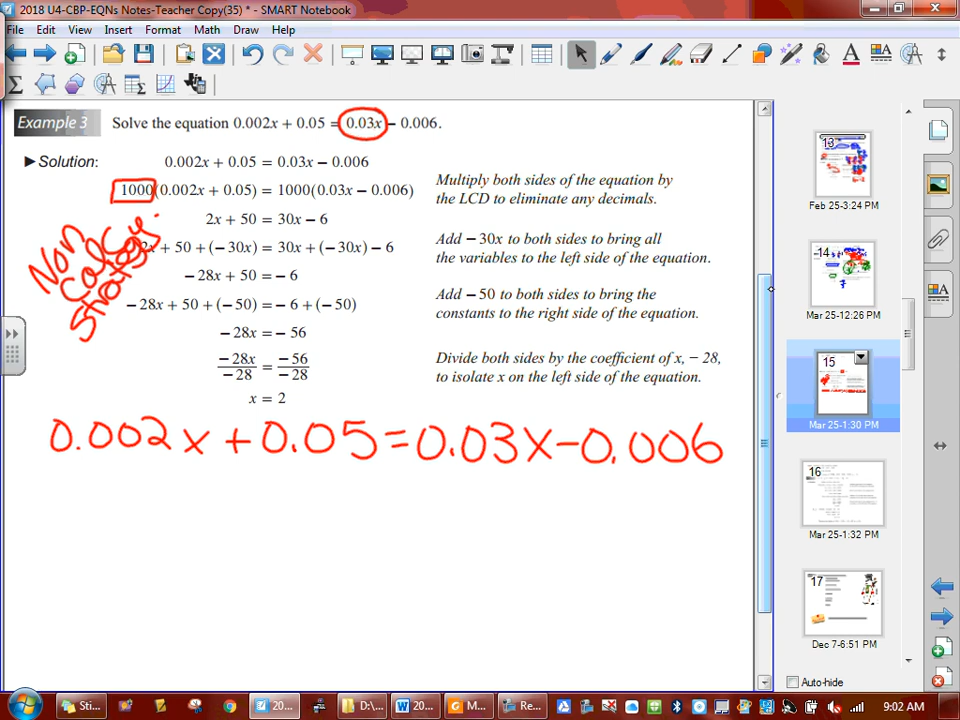 2018 U4-CBP-EQNs Notes-Teacher Copy(35) * - SMART Notebook
File Edit View Insert Format Math Draw Help
Example 3 Solve the equation 0.002x + 0.05 = 0.03x − 0.006.
►Solution: 0.002x + 0.05 = 0.03x − 0.006
1000(0.002x + 0.05) = 1000(0.03x − 0.006)
Multiply both sides of the equation by
the LCD to eliminate any decimals.
2x + 50 = 30x − 6
2x + 50 + (−30x) = 30x + (−30x) − 6
Add −30x to both sides to bring all
the variables to the left side of the equation.
−28x + 50 = −6
−28x + 50 + (−50) = −6 + (−50)
Add −50 to both sides to bring the
constants to the right side of the equation.
−28x = −56
−28x/−28 = −56/−28
Divide both sides by the coefficient of x, −28,
to isolate x on the left side of the equation.
x = 2
Non
Calc
Strategy.
0.002x + 0.05 = 0.03x − 0.006
13
Feb 25-3:24 PM
14
Mar 25-12:26 PM
15
Mar 25-1:30 PM
16
Mar 25-1:32 PM
17
Dec 7-6:51 PM
Auto-hide
Sti... 20... D:\... W... M... Re... 9:02 AM